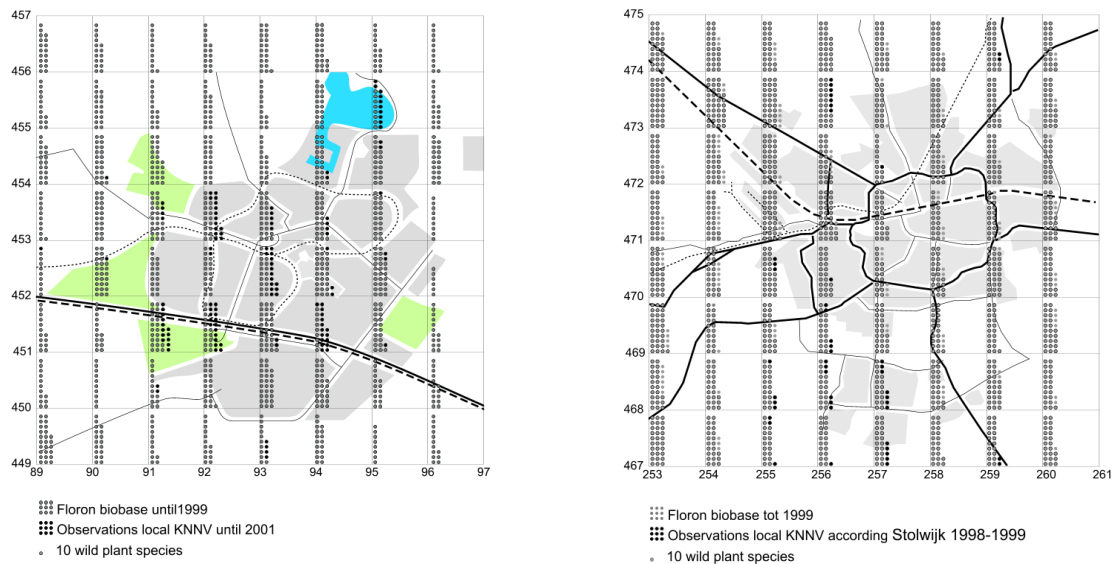 457
456
455
454
453
452
451
450
449
89 90 91 92 93 94 95 96 97
Floron biobase until1999
Observations local KNNV until 2001
10 wild plant species
475
474
473
472
471
470
469
468
467
253 254 255 256 257 258 259 260 261
Floron biobase tot 1999
Observations local KNNV according Stolwijk 1998-1999
10 wild plant species